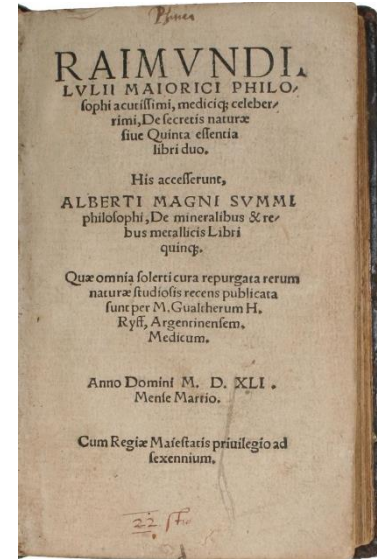 RAIMVNDI
LVLII MAIORICI PHILO⸗
ſophi acutiſſimi, mediciq; celeber⸗
rimi, De ſecretis naturæ
ſiue Quinta eſſentia
libri duo.
His acceſſerunt,
ALBERTI MAGNI SVMMI
philoſophi, De mineralibus & re⸗
bus metallicis Libri
quinq;.
Quæ omnia ſolerti cura repurgata rerum
naturæ ſtudioſis recens publicata
ſunt per M. Gualtherum H.
Ryff, Argentinenſem.
Medicum.
Anno Domini M. D. XLI.
Menſe Martio.
Cum Regiæ Maieſtatis priuilegio ad
ſexennium.
22